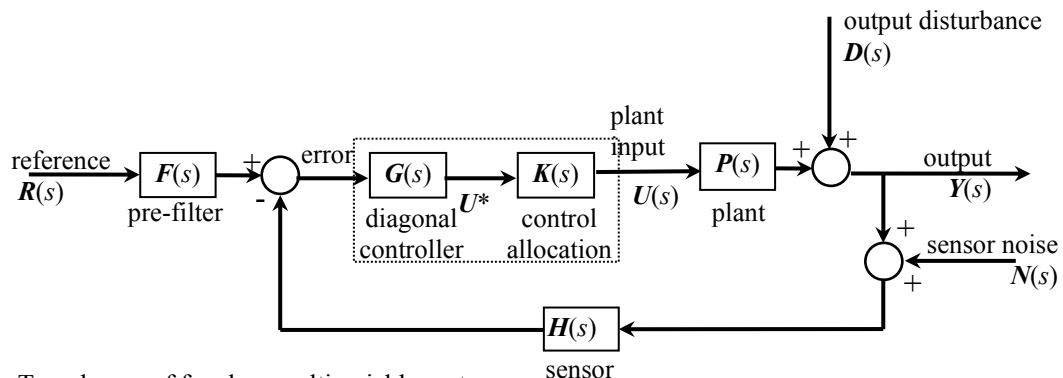 output disturbance
D(s)
plant
input
reference
R(s)
F(s)
pre-filter
+
-
error
G(s)
diagonal
controller
U*
K(s)
control
allocation
U(s)
P(s)
plant
+
+
output
Y(s)
+
+
sensor noise
N(s)
H(s)
sensor